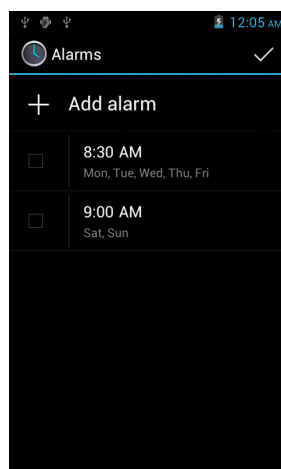 12:05 AM
Alarms
Add alarm
8:30 AM
Mon, Tue, Wed, Thu, Fri
9:00 AM
Sat, Sun